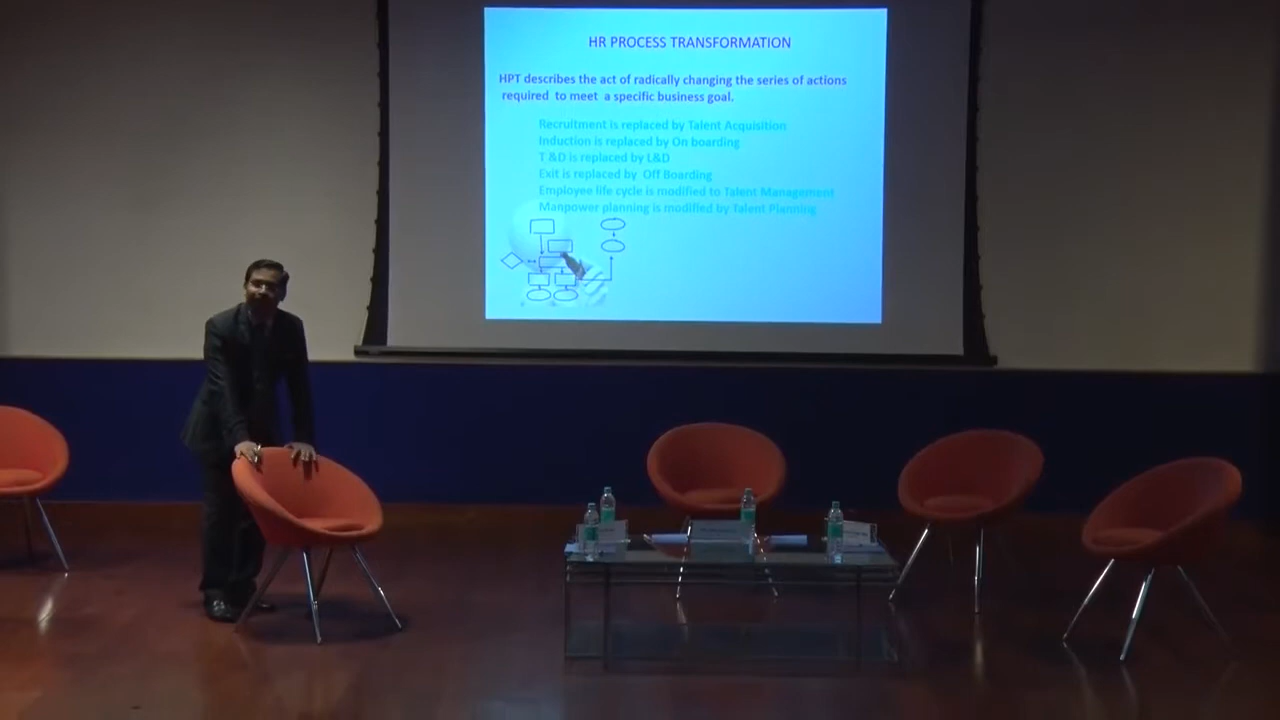 HR PROCESS TRANSFORMATION
HPT describes the act of radically changing the series of actions
required to meet a specific business goal.
Recruitment is replaced by Talent Acquisition
Induction is replaced by On boarding
T &D is replaced by L&D
Exit is replaced by Off Boarding
Employee life cycle is modified to Talent Management
Manpower planning is modified by Talent Planning